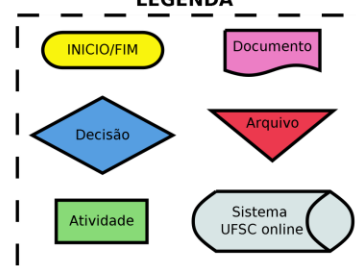 LEGENDA
INICIO/FIM
Documento
Decisão
Arquivo
Atividade
Sistema
UFSC online